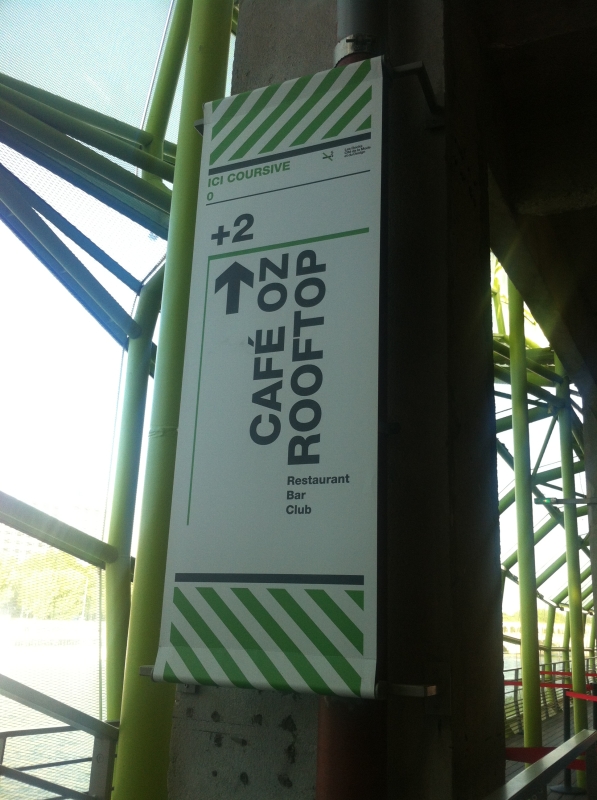 ICI COURSIVE
0
+2
CAFÉ OZ
ROOFTOP
Restaurant
Bar
Club